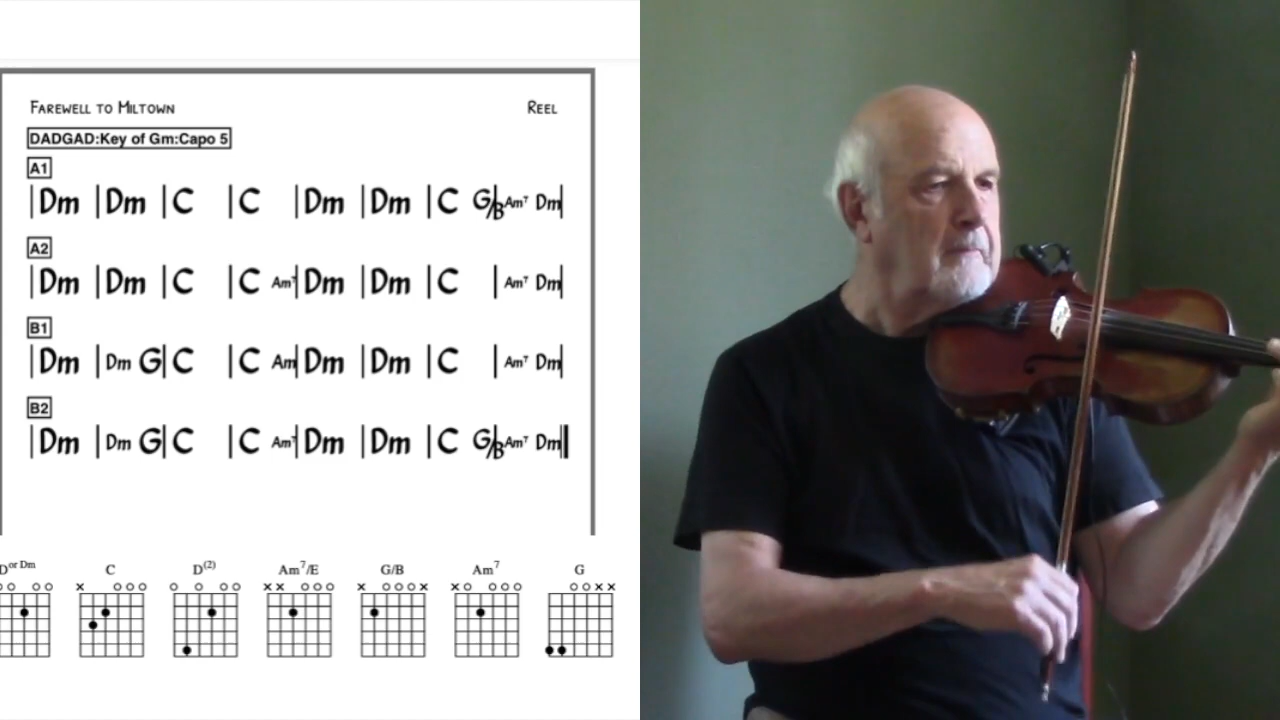 FAREWELL TO MILTOWN REEL
DADGAD:Key of Gm:Capo 5
A1
|Dm |Dm |C |C |Dm |Dm |C G/B|Am7 Dm|
A2
|Dm |Dm |C |C Am7|Dm |Dm |C |Am7 Dm|
B1
|Dm |Dm G|C |C Am|Dm |Dm |C |Am7 Dm|
B2
|Dm |Dm G|C |C Am7|Dm |Dm |C G/B|Am7 Dm|
D or Dm C D(2) Am7/E G/B Am7 G